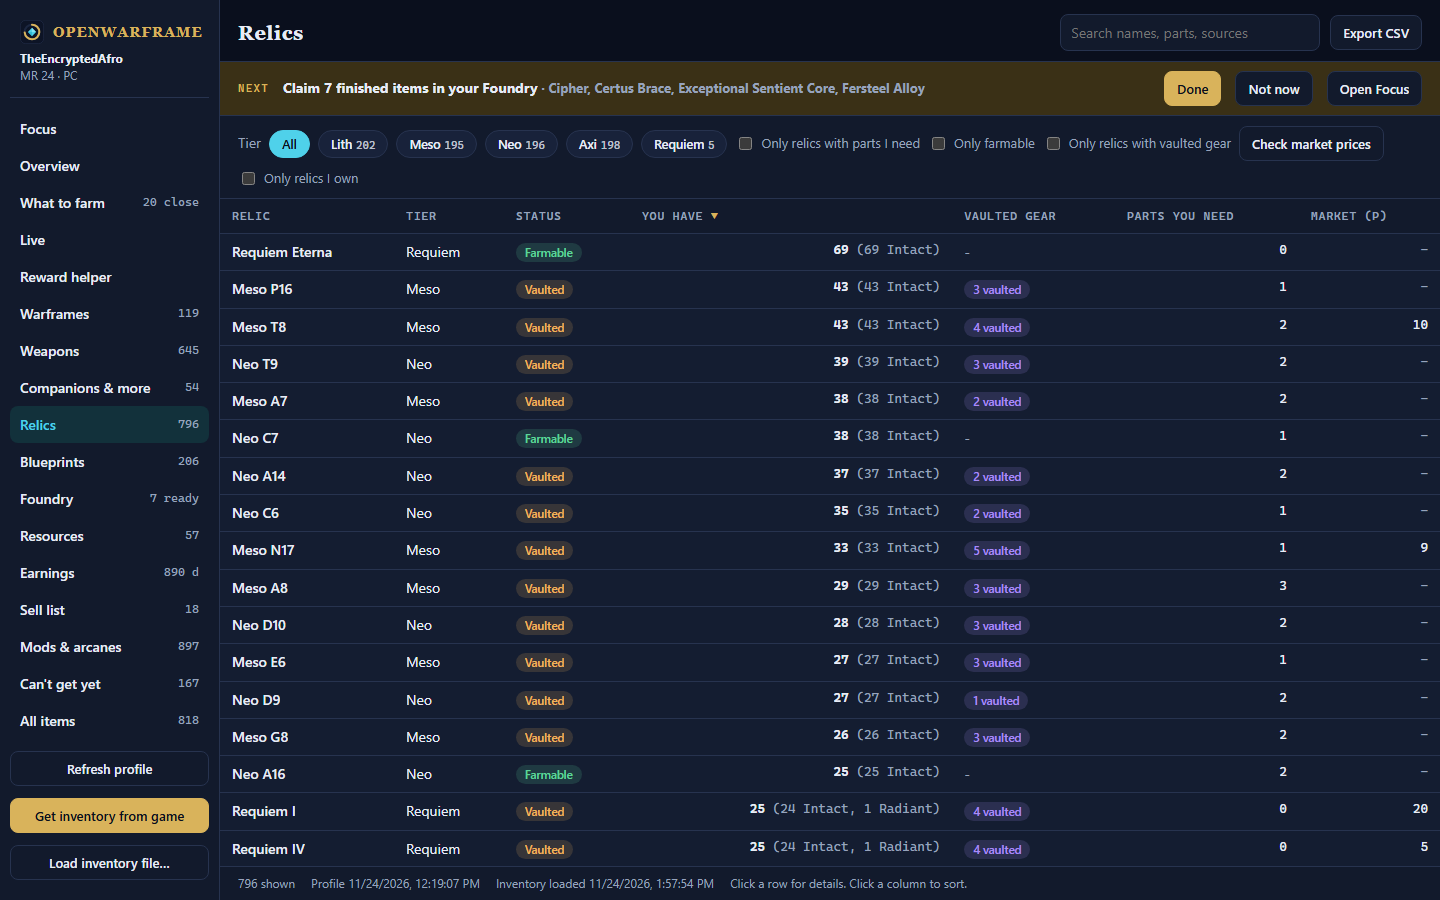 OPENWARFRAME
TheEncryptedAfro
MR 24 · PC
Focus
Overview
What to farm 20 close
Live
Reward helper
Warframes 119
Weapons 645
Companions & more 54
Relics 796
Blueprints 206
Foundry 7 ready
Resources 57
Earnings 890 d
Sell list 18
Mods & arcanes 897
Can't get yet 167
All items 818
Refresh profile
Get inventory from game
Load inventory file...
Relics
Search names, parts, sources
Export CSV
NEXT Claim 7 finished items in your Foundry · Cipher, Certus Brace, Exceptional Sentient Core, Fersteel Alloy
Done
Not now
Open Focus
Tier All Lith 202 Meso 195 Neo 196 Axi 198 Requiem 5 Only relics with parts I need Only farmable Only relics with vaulted gear Check market prices
Only relics I own
RELIC TIER STATUS YOU HAVE ▼ VAULTED GEAR PARTS YOU NEED MARKET (P)
Requiem Eterna Requiem Farmable 69 (69 Intact) - 0 –
Meso P16 Meso Vaulted 43 (43 Intact) 3 vaulted 1 –
Meso T8 Meso Vaulted 43 (43 Intact) 4 vaulted 2 10
Neo T9 Neo Vaulted 39 (39 Intact) 3 vaulted 2 –
Meso A7 Meso Vaulted 38 (38 Intact) 2 vaulted 2 –
Neo C7 Neo Farmable 38 (38 Intact) - 1 –
Neo A14 Neo Vaulted 37 (37 Intact) 2 vaulted 2 –
Neo C6 Neo Vaulted 35 (35 Intact) 2 vaulted 1 –
Meso N17 Meso Vaulted 33 (33 Intact) 5 vaulted 1 9
Meso A8 Meso Vaulted 29 (29 Intact) 3 vaulted 3 –
Neo D10 Neo Vaulted 28 (28 Intact) 3 vaulted 2 –
Meso E6 Meso Vaulted 27 (27 Intact) 3 vaulted 1 –
Neo D9 Neo Vaulted 27 (27 Intact) 1 vaulted 2 –
Meso G8 Meso Vaulted 26 (26 Intact) 3 vaulted 2 –
Neo A16 Neo Farmable 25 (25 Intact) - 2 –
Requiem I Requiem Vaulted 25 (24 Intact, 1 Radiant) 4 vaulted 0 20
Requiem IV Requiem Vaulted 25 (24 Intact, 1 Radiant) 4 vaulted 0 5
796 shown Profile 11/24/2026, 12:19:07 PM Inventory loaded 11/24/2026, 1:57:54 PM Click a row for details. Click a column to sort.